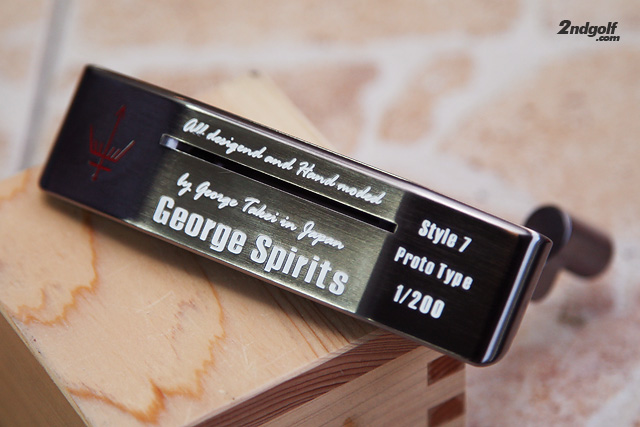 2ndgolf
.com
All designed and Hand maded
by George Takei in Japan
George Spirits
Style 7
Proto Type
1/200